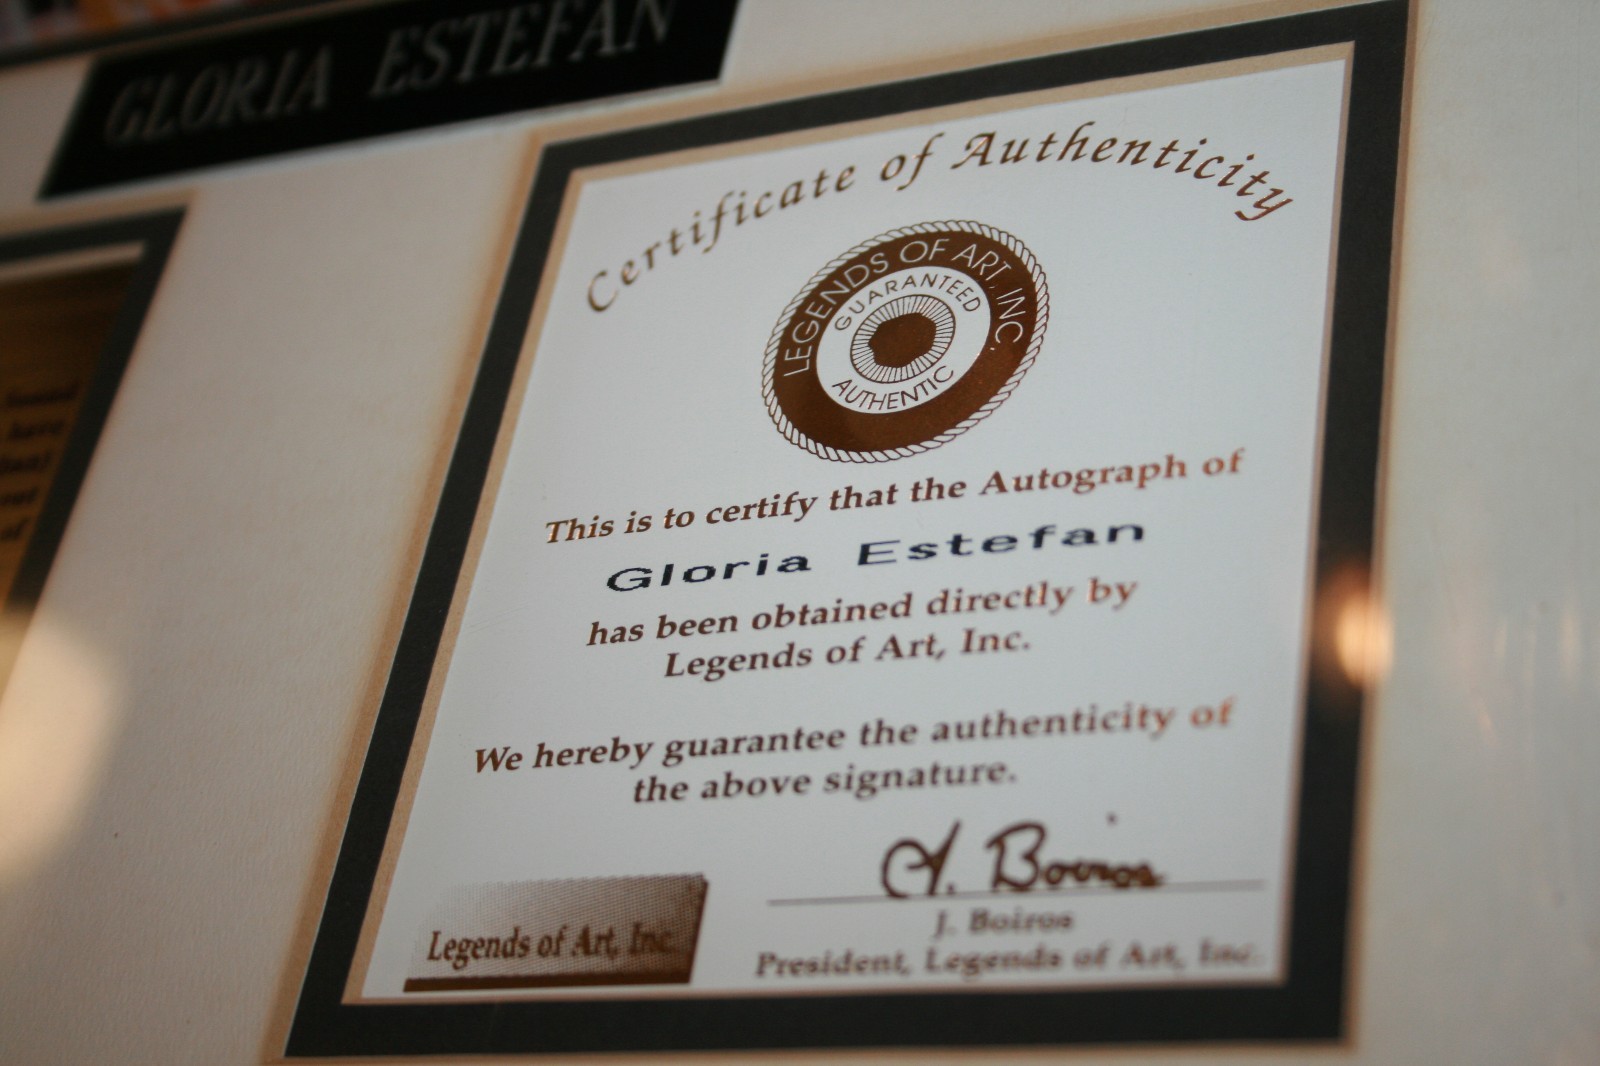 GLORIA ESTEFAN
Certificate of Authenticity
LEGENDS OF ART, INC.
GUARANTEED
AUTHENTIC
This is to certify that the Autograph of
Gloria Estefan
has been obtained directly by
Legends of Art, Inc.
We hereby guarantee the authenticity of
the above signature.
J. Boiros
Legends of Art, Inc.
J. Boiros
President, Legends of Art, Inc.
of